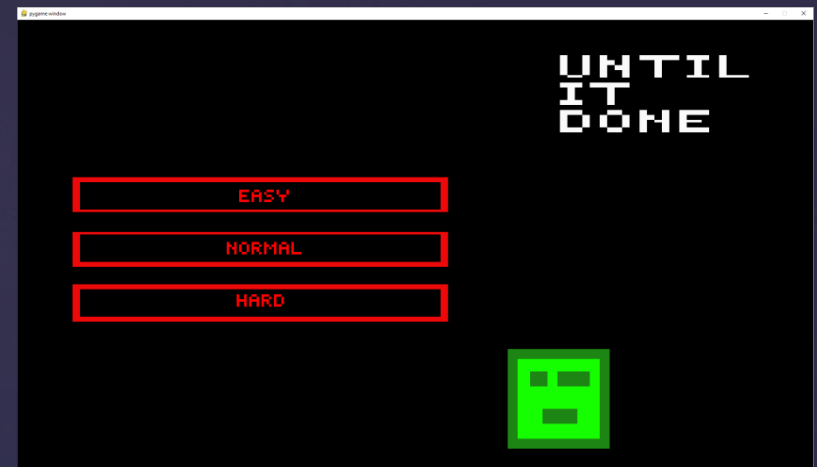 pygame window
UNTIL
IT
DONE
EASY
NORMAL
HARD